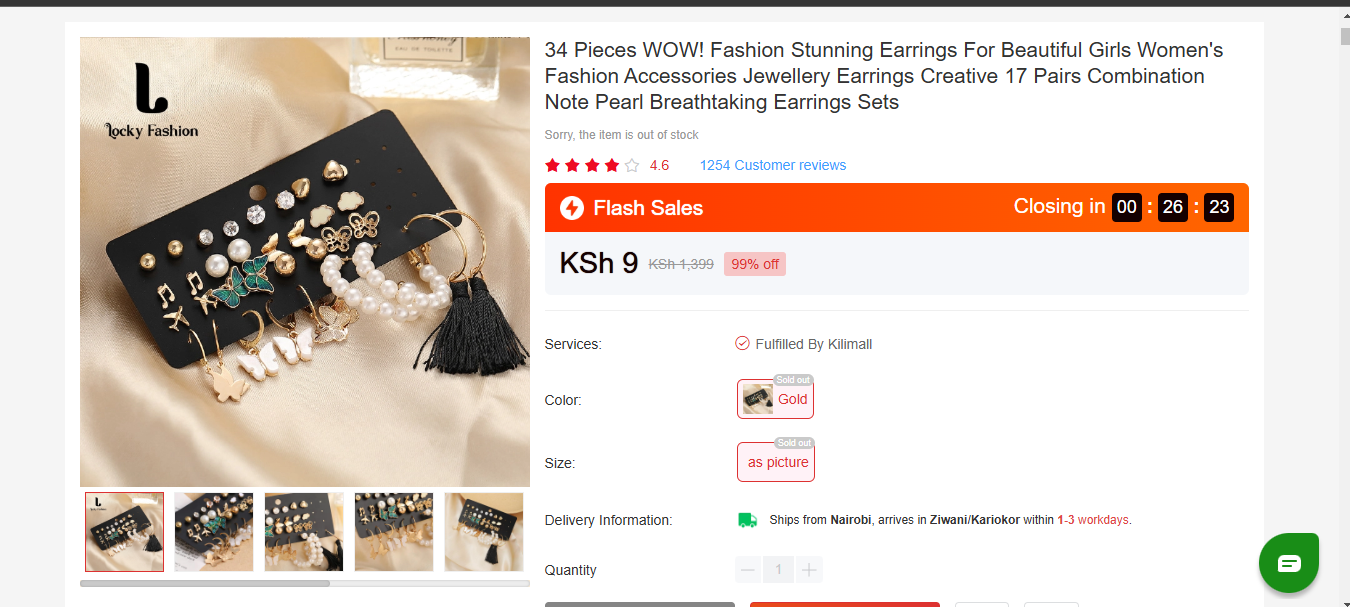 EAU DE TOILETTE
Locky Fashion
34 Pieces WOW! Fashion Stunning Earrings For Beautiful Girls Women's
Fashion Accessories Jewellery Earrings Creative 17 Pairs Combination
Note Pearl Breathtaking Earrings Sets
Sorry, the item is out of stock
4.6 1254 Customer reviews
Flash Sales Closing in 00 : 26 : 23
KSh 9 KSh 1,399 99% off
Services: Fulfilled By Kilimall
Sold out
Color: Gold
Sold out
Size: as picture
Delivery Information: Ships from Nairobi, arrives in Ziwani/Kariokor within 1-3 workdays.
Quantity 1